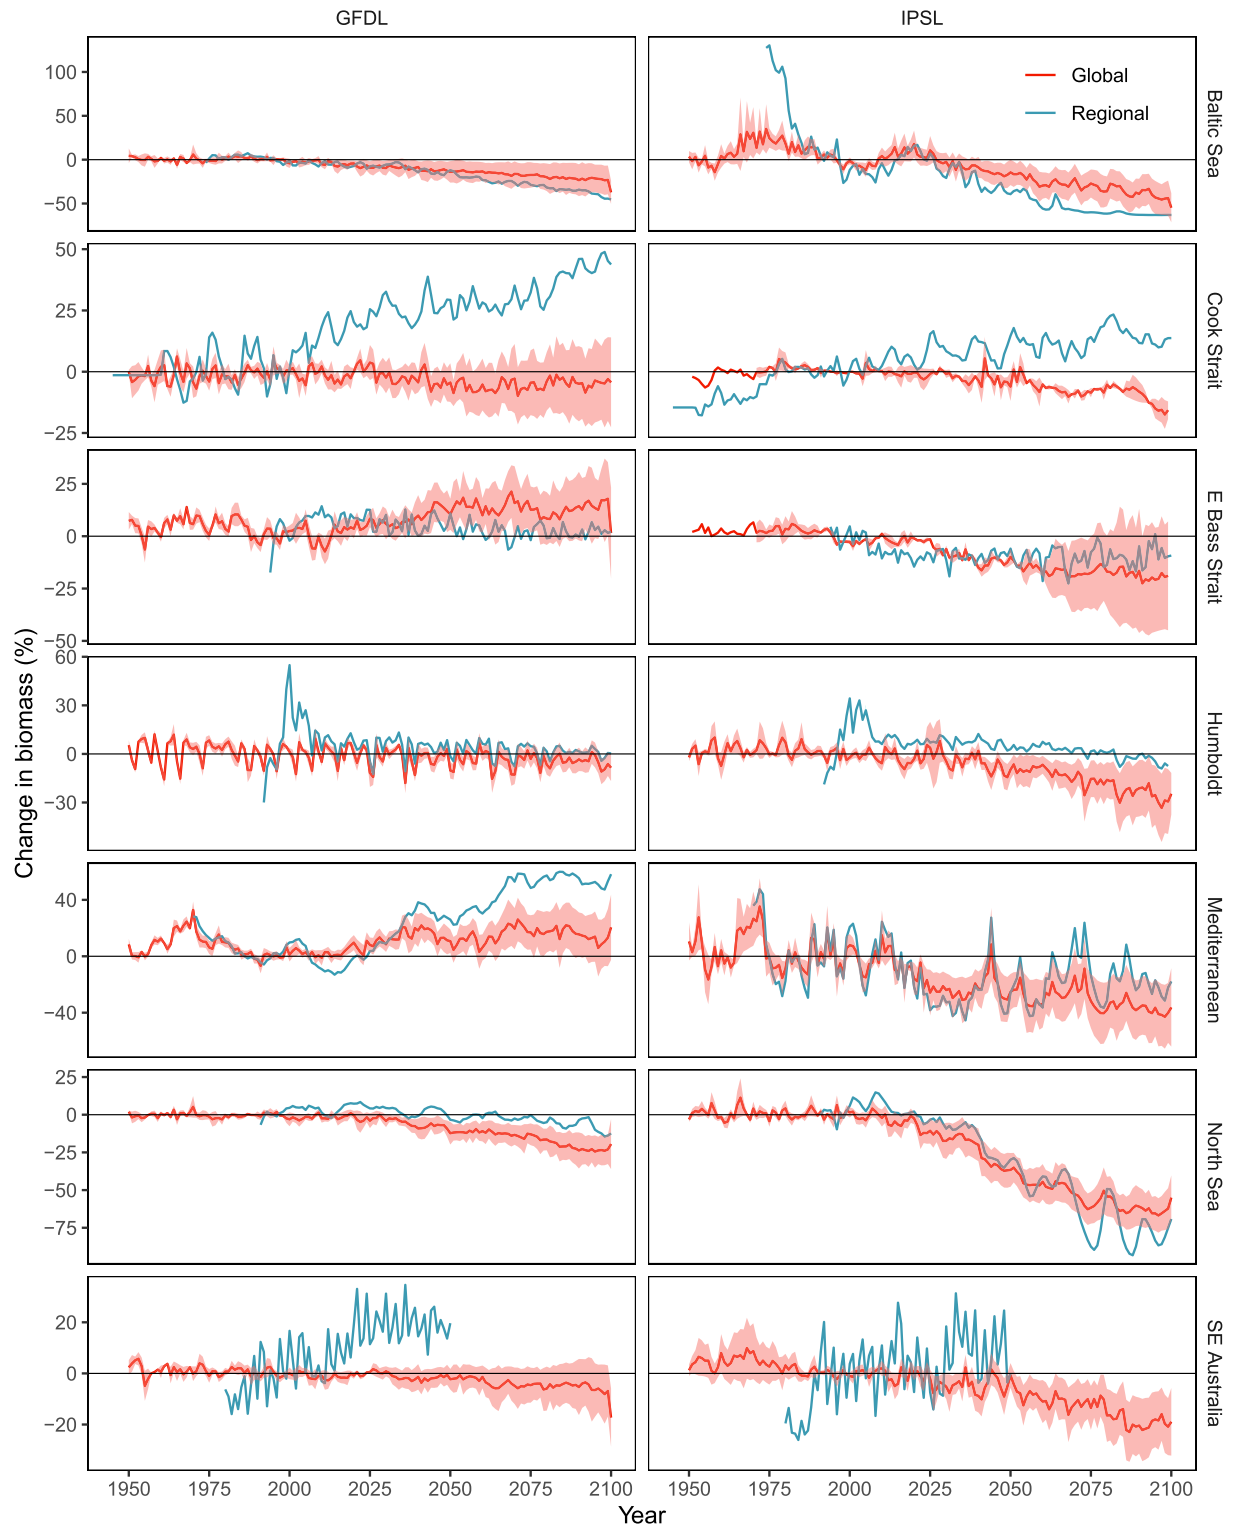 GFDL
IPSL
100
50
0
−50
Global
Regional
Baltic Sea
50
25
0
−25
Cook Strait
25
0
−25
−50
E Bass Strait
60
30
0
−30
Humboldt
40
0
−40
Mediterranean
25
0
−25
−50
−75
North Sea
20
0
−20
SE Australia
Change in biomass (%)
1950 1975 2000 2025 2050 2075 2100
1950 1975 2000 2025 2050 2075 2100
Year